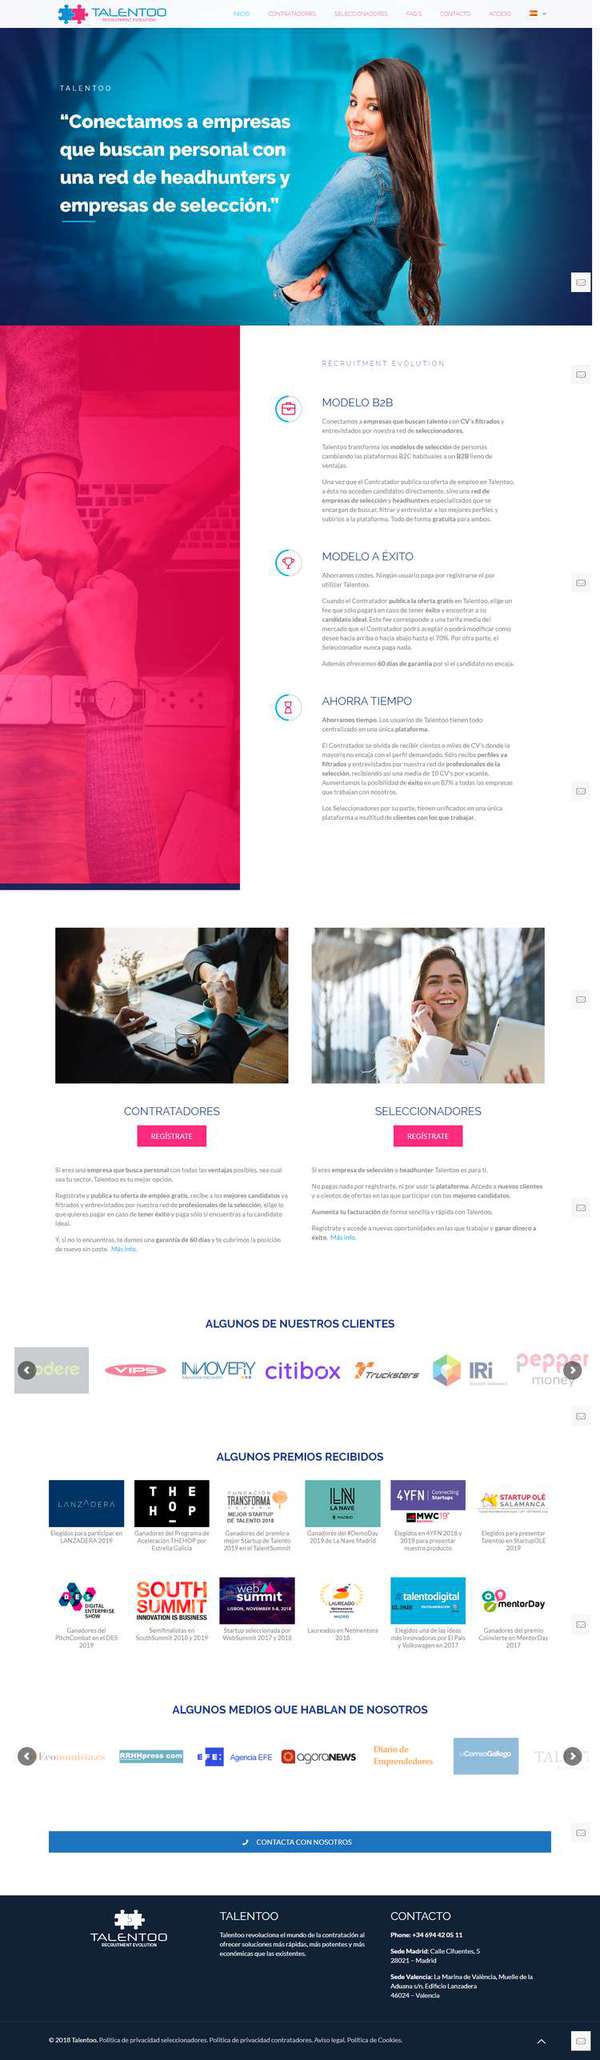 TALENTOO
RECRUITMENT EVOLUTION
INICIO CONTRATADORES SELECCIONADORES FAQ'S CONTACTO ACCESO
TALENTOO
“Conectamos a empresas
que buscan personal con
una red de headhunters y
empresas de selección.”
RECRUITMENT EVOLUTION
MODELO B2B
Conectamos a empresas que buscan talento con CV's filtrados y
entrevistados por nuestra red de seleccionadores.
Talentoo transforma los modelos de selección de personas
cambiando las plataformas B2C habituales a un B2B lleno de
ventajas.
Una vez que el Contratador publica su oferta de empleo en Talentoo,
a ésta no acceden candidatos directamente, sino una red de
empresas de selección y headhunters especializados que se
encargan de buscar, filtrar y entrevistar a los mejores perfiles y
subirlos a la plataforma. Todo de forma gratuita para ambos.
MODELO A ÉXITO
Ahorramos costes. Ningún usuario paga por registrarse ni por
utilizar Talentoo.
Cuando el Contratador publica la oferta gratis en Talentoo, elige un
fee que sólo pagará en caso de tener éxito y encontrar a su
candidato ideal. Este fee corresponde a una tarifa media del
mercado que el Contratador podrá aceptar o podrá modificar como
desee hacia arriba o hacia abajo hasta el 70%. Por otra parte, el
Seleccionador nunca paga nada.
Además ofrecemos 60 días de garantía por si el candidato no encaja.
AHORRA TIEMPO
Ahorramos tiempo. Los usuarios de Talentoo tienen todo
centralizado en una única plataforma.
El Contratador se olvida de recibir cientos o miles de CV's donde la
mayoría no encaja con el perfil demandado. Sólo recibe perfiles ya
filtrados y entrevistados por nuestra red de profesionales de la
selección, recibiendo así una media de 10 CV's por vacante.
Aumentamos la posibilidad de éxito en un 87% a todas las empresas
que trabajan con nosotros.
Los Seleccionadores por su parte, tienen unificados en una única
plataforma a multitud de clientes con los que trabajar.
CONTRATADORES
REGÍSTRATE
Si eres una empresa que busca personal con todas las ventajas posibles, sea cual
sea tu sector, Talentoo es tu mejor opción.
Regístrate y publica tu oferta de empleo gratis, recibe a los mejores candidatos ya
filtrados y entrevistados por nuestra red de profesionales de la selección, elige lo
que quieres pagar en caso de tener éxito y paga sólo si encuentras a tu candidato
ideal.
Y, si no lo encuentras, te damos una garantía de 60 días y te cubrimos la posición
de nuevo sin coste. Más info.
SELECCIONADORES
REGÍSTRATE
Si eres empresa de selección o headhunter Talentoo es para ti.
No pagas nada por registrarte, ni por usar la plataforma. Accede a nuevos clientes
y a cientos de ofertas en las que participar con tus mejores candidatos.
Aumenta tu facturación de forma sencilla y rápida con Talentoo.
Regístrate y accede a nuevas oportunidades en las que trabajar y ganar dinero a
éxito. Más info.
ALGUNOS DE NUESTROS CLIENTES
odere VIPS INNOVERY citibox Trucksters IRi pepper
money
ALGUNOS PREMIOS RECIBIDOS
LANZADERA
Elegidos para participar en
LANZADERA 2019
THE
HOP
Ganadores del Programa de
Aceleración THEHOP por
Estrella Galicia
FUNDACIÓN
TRANSFORMA
ESPAÑA
MEJOR STARTUP
DE TALENTO 2018
Ganadores del premio a
mejor Startup de Talento
2019 en el TalentSummit
LN
LA NAVE
MADRID
Ganadores del #DemoDay
2019 de La Nave Madrid
4YFN Connecting
Startups
MWC19
Elegidos en 4YFN 2018 y
2019 para presentar
nuestro producto
STARTUP OLÉ
SALAMANCA
Elegidos para presentar
Talentoo en StartupOLE
2019
DES
DIGITAL
ENTERPRISE
SHOW
Ganadores del
PitchCombat en el DES
2019
SOUTH
SUMMIT
INNOVATION IS BUSINESS
Semifinalistas en
SouthSummit 2018 y 2019
web
summit
LISBON, NOVEMBER 5-8, 2018
Startup seleccionada por
WebSummit 2017 y 2018
LAUREADO
MADRID
Laureados en Netmentora
2018
talentodigital
EL PAIS
Elegidos una de las ideas
más innovadoras por El País
y Volkswagen en 2017
mentorDay
Ganadores del premio
Coinvierte en MentorDay
2017
ALGUNOS MEDIOS QUE HABLAN DE NOSOTROS
Economista.es RRHHpress.com EFE: Agencia EFE agoraNEWS Diario de
Emprendedores ElCorreoGallego TALE
CONTACTA CON NOSOTROS
TALENTOO
RECRUITMENT EVOLUTION
TALENTOO
Talentoo revoluciona el mundo de la contratación al
ofrecer soluciones más rápidas, más potentes y más
económicas que las existentes.
CONTACTO
Phone: +34 694 42 05 11
Sede Madrid: Calle Cifuentes, 5
28021 – Madrid
Sede Valencia: La Marina de València, Muelle de la
Aduana s/n. Edificio Lanzadera
46024 – Valencia
© 2018 Talentoo. Política de privacidad seleccionadores. Política de privacidad contratadores. Aviso legal. Política de Cookies.